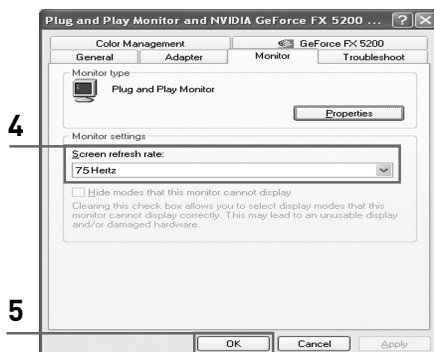 Plug and Play Monitor and NVIDIA GeForce FX 5200 ...
Color Management
GeForce FX 5200
General
Adapter
Monitor
Troubleshoot
Monitor type
Plug and Play Monitor
Properties
4
Monitor settings
Screen refresh rate:
75 Hertz
Hide modes that this monitor cannot display
Clearing this check box allows you to select display modes that this
monitor cannot display correctly. This may lead to an unusable display
and/or damaged hardware.
5
OK
Cancel
Apply